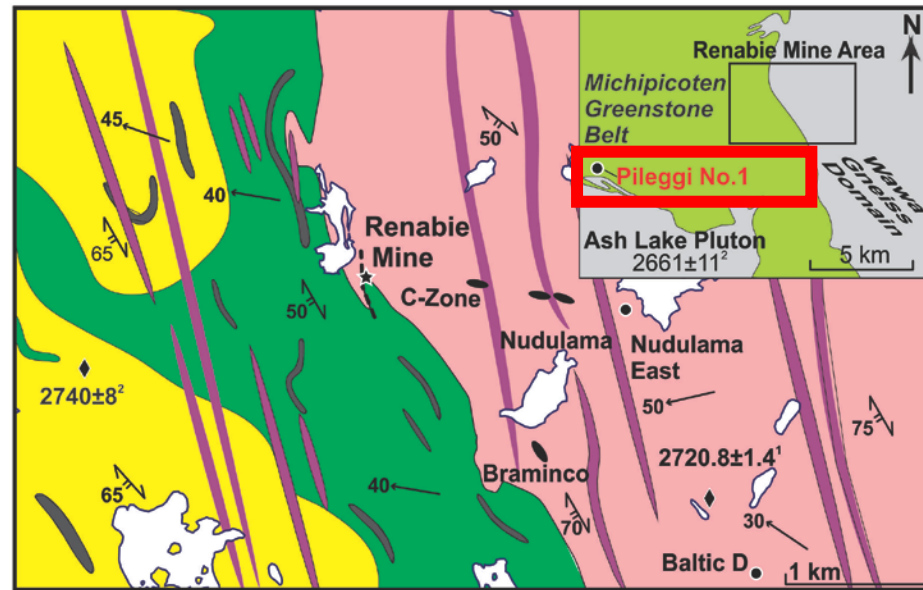 N
Renabie Mine Area
Michipicoten
Greenstone
Belt
Pileggi No.1
Wawa
Gneiss
Domain
Ash Lake Pluton
2661±11²
5 km
45
50
40
65
Renabie
Mine
50
C-Zone
Nudulama
Nudulama
East
2740±8²
50
75
2720.8±1.4¹
Braminco
65
40
70
30
Baltic D
1 km